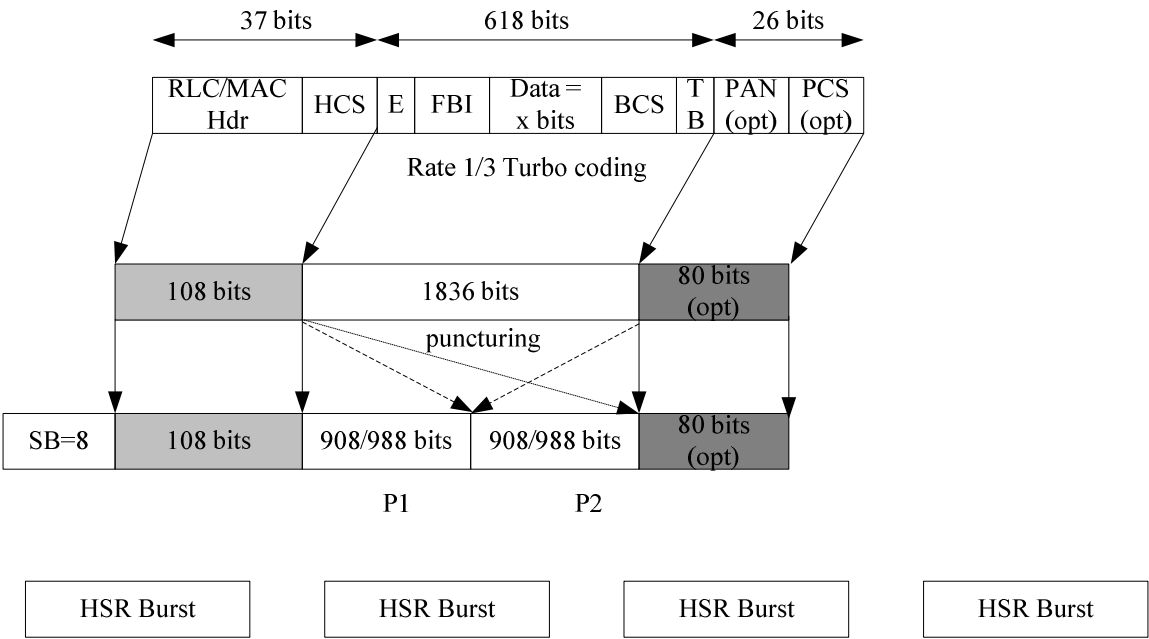 37 bits 618 bits 26 bits
RLC/MAC Hdr HCS E FBI Data = x bits BCS T B PAN (opt) PCS (opt)
Rate 1/3 Turbo coding
108 bits 1836 bits 80 bits (opt)
puncturing
SB=8 108 bits 908/988 bits 908/988 bits 80 bits (opt)
P1 P2
HSR Burst HSR Burst HSR Burst HSR Burst